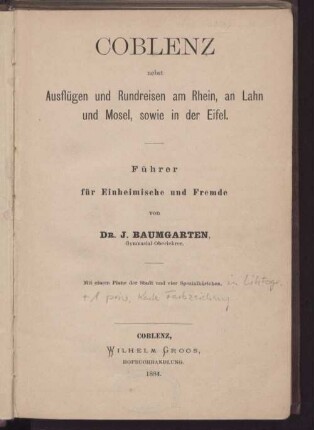 COBLENZ
nebst
Ausflügen und Rundreisen am Rhein, an Lahn
und Mosel, sowie in der Eifel.
Führer
für Einheimische und Fremde
von
DR. J. BAUMGARTEN,
Gymnasial-Oberlehrer.
Mit einem Plane der Stadt und vier Spezialkärtchen.
COBLENZ,
WILHELM GROOS,
HOFBUCHHANDLUNG.
1884.